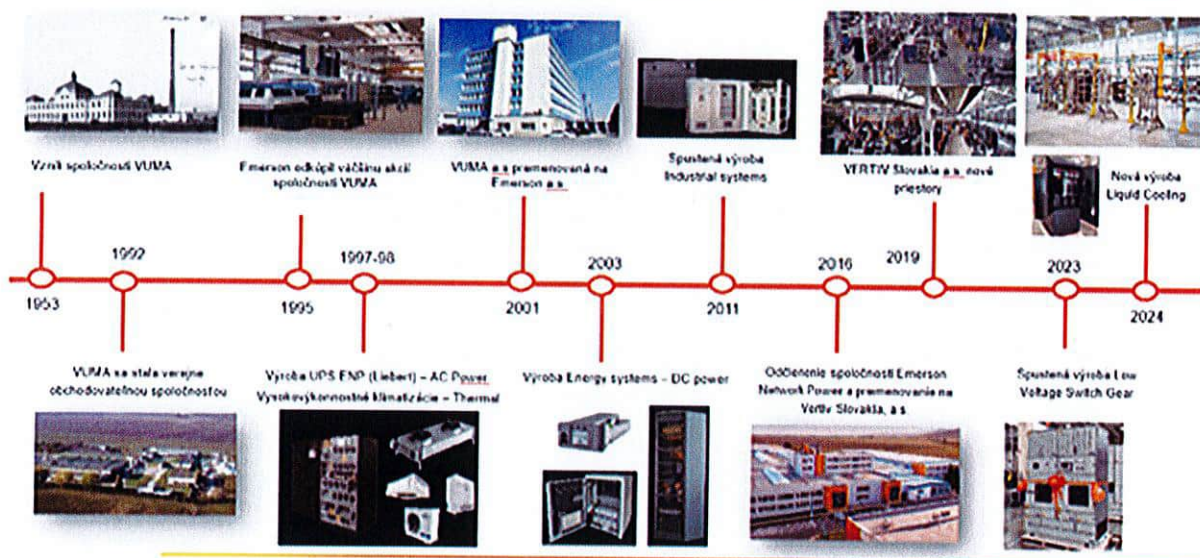 Vznik spoločnosti VUMA
Emerson odkúpil väčšinu akcií
spoločnosti VUMA
VUMA a.s premenovaná na
Emerson a.s
Spustená výroba
Industrial systems
VERTIV Slovakia a.s. nové
priestory
Nová výroba
Liquid Cooling
1992
1997-98
2003
2016
2019
2023
1953
1995
2001
2011
2024
VUMA sa stala verejne
obchodovateľnou spoločnosťou
Výroba UPS ENP (Liebert) – AC Power
Vysokovýkonnostné klimatizácie – Thermal
Výroba Energy systems – DC power
Odčlenenie spoločnosti Emerson
Network Power a premenovanie na
Vertiv Slovakia, a.s.
Spustená výroba Low
Voltage Switch Gear